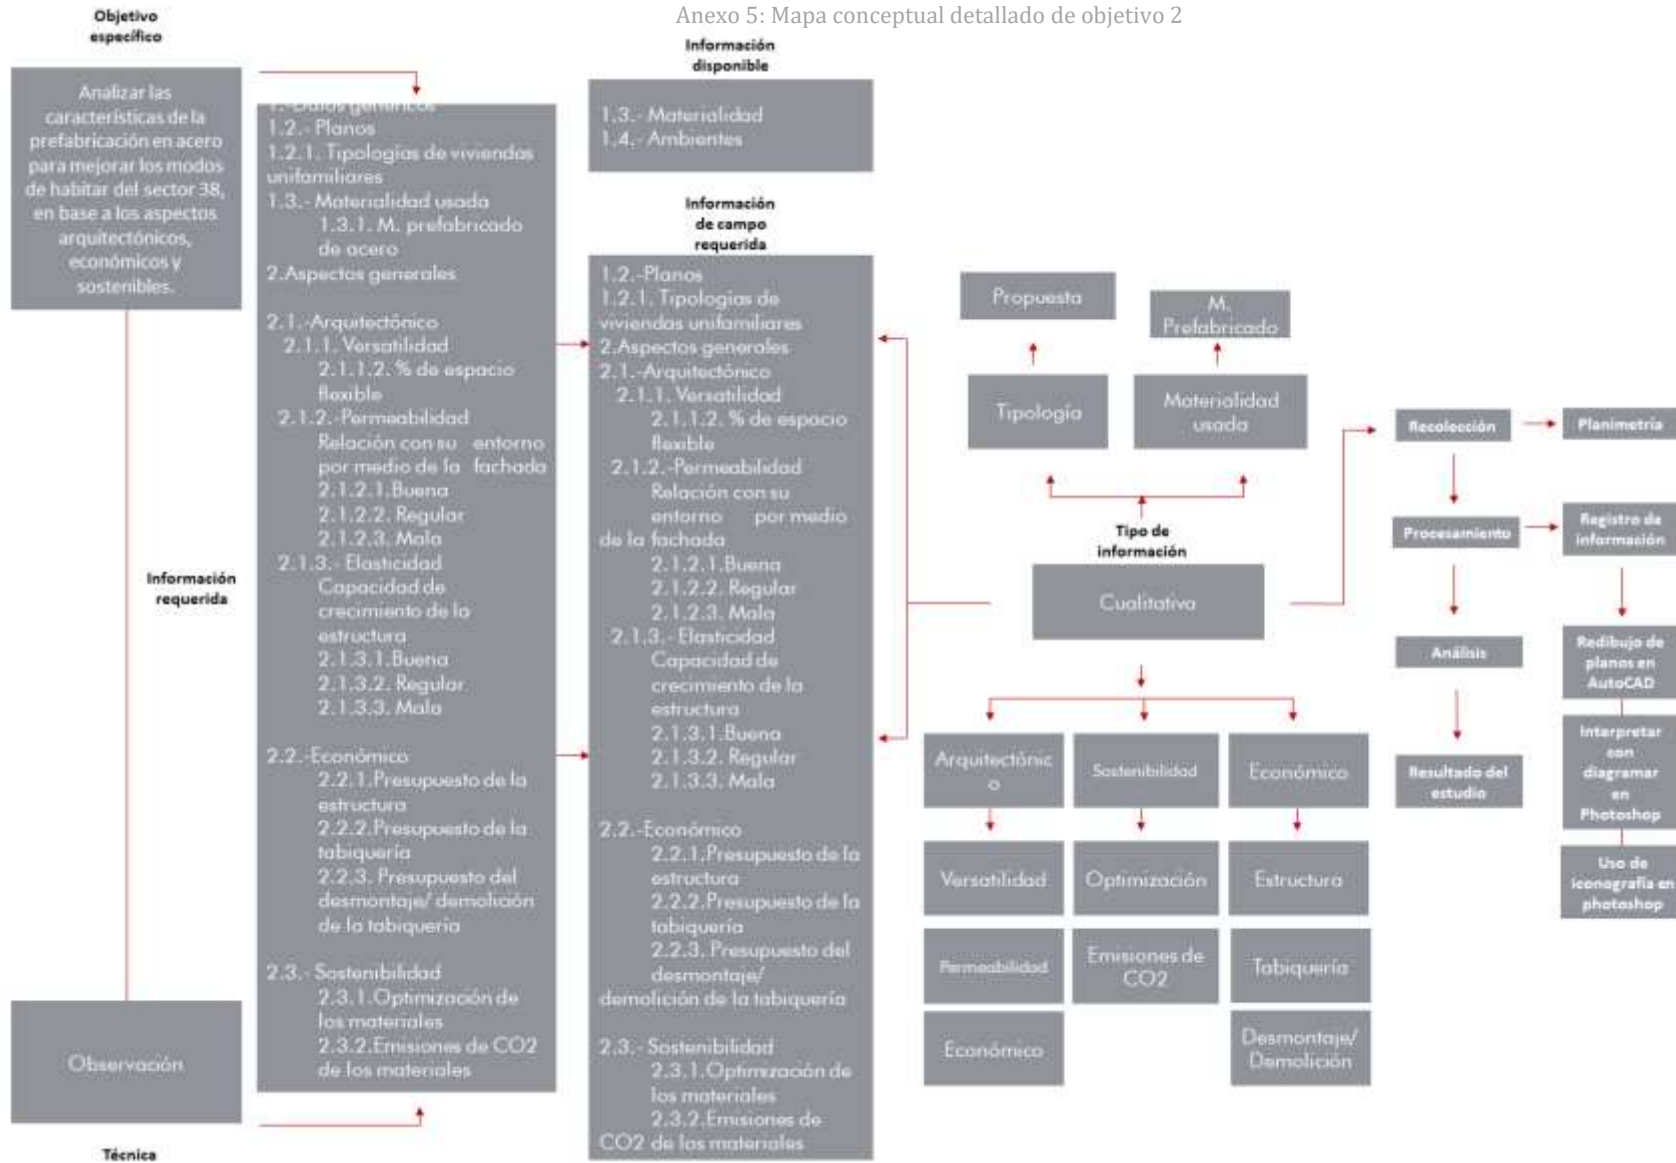 Anexo 5: Mapa conceptual detallado de objetivo 2
Objetivo
específico
Analizar las
características de la
prefabricación en acero
para mejorar los modos
de habitar del sector 38,
en base a los aspectos
arquitectónicos,
económicos y
sostenibles.
Información
requerida
Observación
Técnica
1.-Datos genéricos
1.2.- Planos
1.2.1. Tipologías de viviendas
unifamiliares
1.3.- Materialidad usada
1.3.1. M. prefabricado
de acero
2.Aspectos generales
2.1.-Arquitectónico
2.1.1. Versatilidad
2.1.1.2. % de espacio
flexible
2.1.2.-Permeabilidad
Relación con su entorno
por medio de la fachada
2.1.2.1.Buena
2.1.2.2. Regular
2.1.2.3. Mala
2.1.3.- Elasticidad
Capacidad de
crecimiento de la
estructura
2.1.3.1.Buena
2.1.3.2. Regular
2.1.3.3. Mala
2.2.-Económico
2.2.1.Presupuesto de la
estructura
2.2.2.Presupuesto de la
tabiquería
2.2.3. Presupuesto del
desmontaje/ demolición
de la tabiquería
2.3.- Sostenibilidad
2.3.1.Optimización de
los materiales
2.3.2.Emisiones de CO2
de los materiales
Información
disponible
1.3.- Materialidad
1.4.- Ambientes
Información
de campo
requerida
1.2.-Planos
1.2.1. Tipologías de
viviendas unifamiliares
2.Aspectos generales
2.1.-Arquitectónico
2.1.1. Versatilidad
2.1.1.2. % de espacio
flexible
2.1.2.-Permeabilidad
Relación con su
entorno por medio
de la fachada
2.1.2.1.Buena
2.1.2.2. Regular
2.1.2.3. Mala
2.1.3.- Elasticidad
Capacidad de
crecimiento de la
estructura
2.1.3.1.Buena
2.1.3.2. Regular
2.1.3.3. Mala
2.2.-Económico
2.2.1.Presupuesto de la
estructura
2.2.2.Presupuesto de la
tabiquería
2.2.3. Presupuesto del
desmontaje/
demolición de la tabiquería
2.3.- Sostenibilidad
2.3.1.Optimización de
los materiales
2.3.2.Emisiones de
CO2 de los materiales
Propuesta
M.
Prefabricado
Tipología
Materialidad
usada
Tipo de
información
Cualitativa
Arquitectónic
o
Sostenibilidad
Económico
Versatilidad
Optimización
Estructura
Permeabilidad
Emisiones de
CO2
Tabiquería
Económico
Desmontaje/
Demolición
Recolección
Planimetría
Procesamiento
Registro de
información
Análisis
Redibujo de
planos en
AutoCAD
Resultado del
estudio
Interpretar
con
diagramar
en
Photoshop
Uso de
iconografía en
photoshop